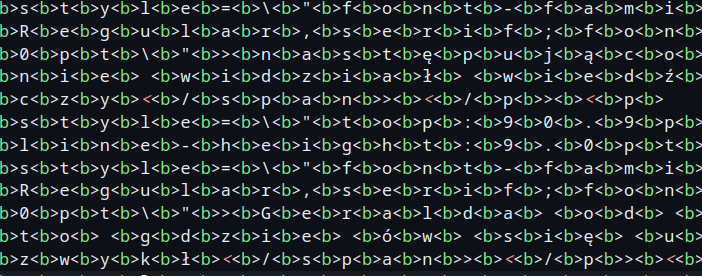 b>s<b>t<b>y<b>l<b>e<b>=<b>\<b>"<b>f<b>o<b>n<b>t<b>-<b>f<b>a<b>m<b>i<b>
b>R<b>e<b>g<b>u<b>l<b>a<b>r<b>,<b>s<b>e<b>r<b>i<b>f<b>;<b>f<b>o<b>n<b>
b>0<b>p<b>t<b>\<b>"<b>><b>n<b>a<b>s<b>t<b>ę<b>p<b>u<b>j<b>ą<b>c<b>o<b>
b>n<b>i<b>e<b> <b>w<b>i<b>d<b>z<b>i<b>a<b>ł<b> <b>w<b>i<b>e<b>d<b>ź<b>
b>c<b>z<b>y<b><<b>/<b>s<b>p<b>a<b>n<b>><b><<b>/<b>p<b>><b><<b>p<b>
b>s<b>t<b>y<b>l<b>e<b>=<b>\<b>"<b>t<b>o<b>p<b>:<b>9<b>0<b>.<b>9<b>p<b>
b>l<b>i<b>n<b>e<b>-<b>h<b>e<b>i<b>g<b>h<b>t<b>:<b>9<b>.<b>0<b>p<b>t<b>
b>s<b>t<b>y<b>l<b>e<b>=<b>\<b>"<b>f<b>o<b>n<b>t<b>-<b>f<b>a<b>m<b>i<b>
b>R<b>e<b>g<b>u<b>l<b>a<b>r<b>,<b>s<b>e<b>r<b>i<b>f<b>;<b>f<b>o<b>n<b>
b>0<b>p<b>t<b>\<b>"<b>><b>G<b>e<b>r<b>a<b>l<b>d<b>a<b> <b>o<b>d<b> <b>
b>t<b>o<b> <b>g<b>d<b>z<b>i<b>e<b> <b>ó<b>w<b> <b>s<b>i<b>ę<b> <b>u<b>
b>z<b>w<b>y<b>k<b>ł<b><<b>/<b>s<b>p<b>a<b>n<b>><b><<b>/<b>p<b>><b><<b>